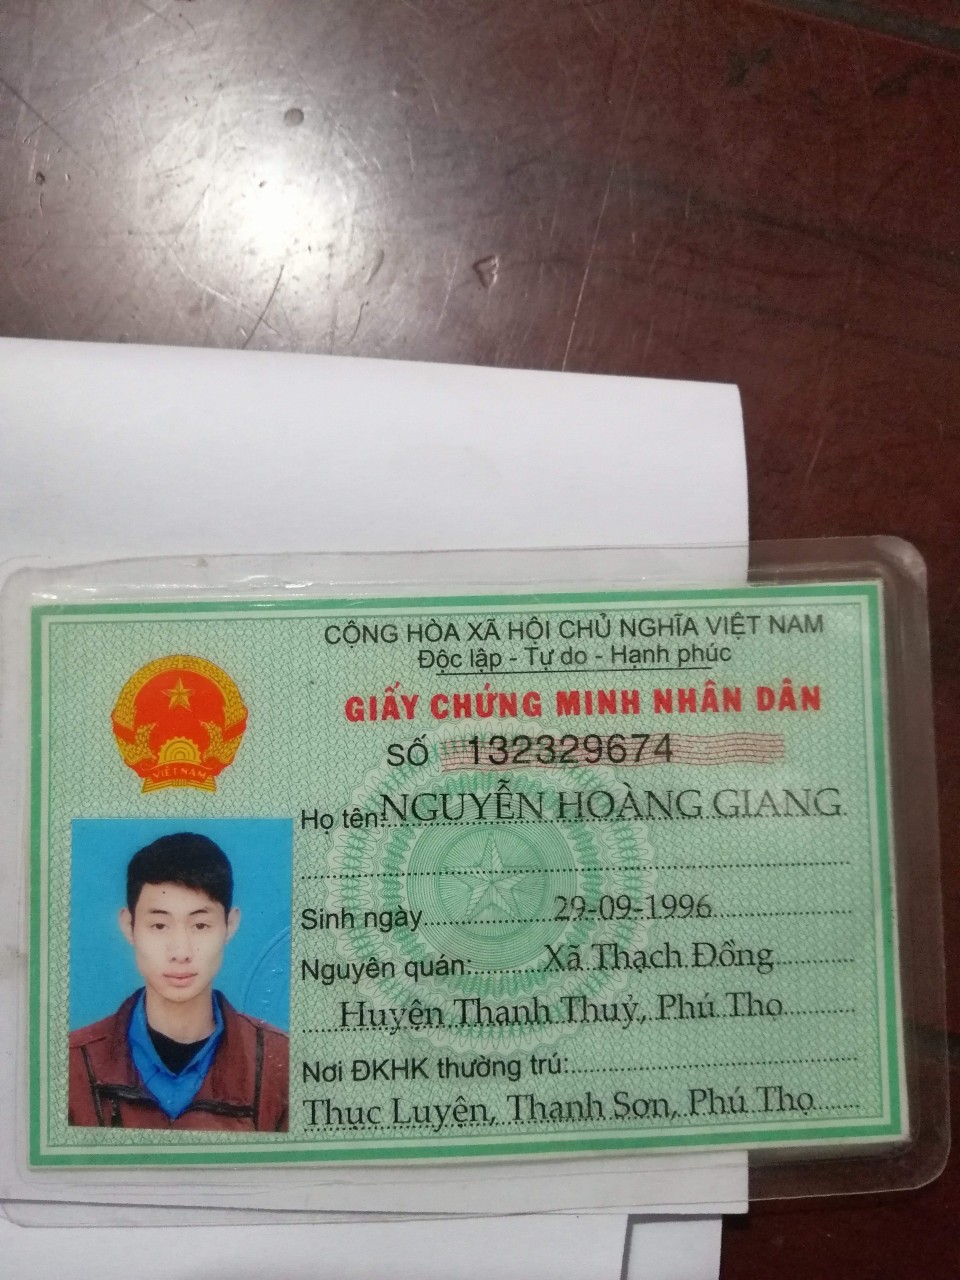 CỘNG HÒA XÃ HỘI CHỦ NGHĨA VIỆT NAM
Độc lập - Tự do - Hạnh phúc
GIẤY CHỨNG MINH NHÂN DÂN
SỐ 132329674
VIỆT NAM
Họ tên: NGUYỄN HOÀNG GIANG
Sinh ngày 29-09-1996
Nguyên quán: Xã Thạch Đồng
Huyện Thanh Thuỷ, Phú Thọ
Nơi ĐKHK thường trú:
Thục Luyện, Thanh Sơn, Phú Thọ